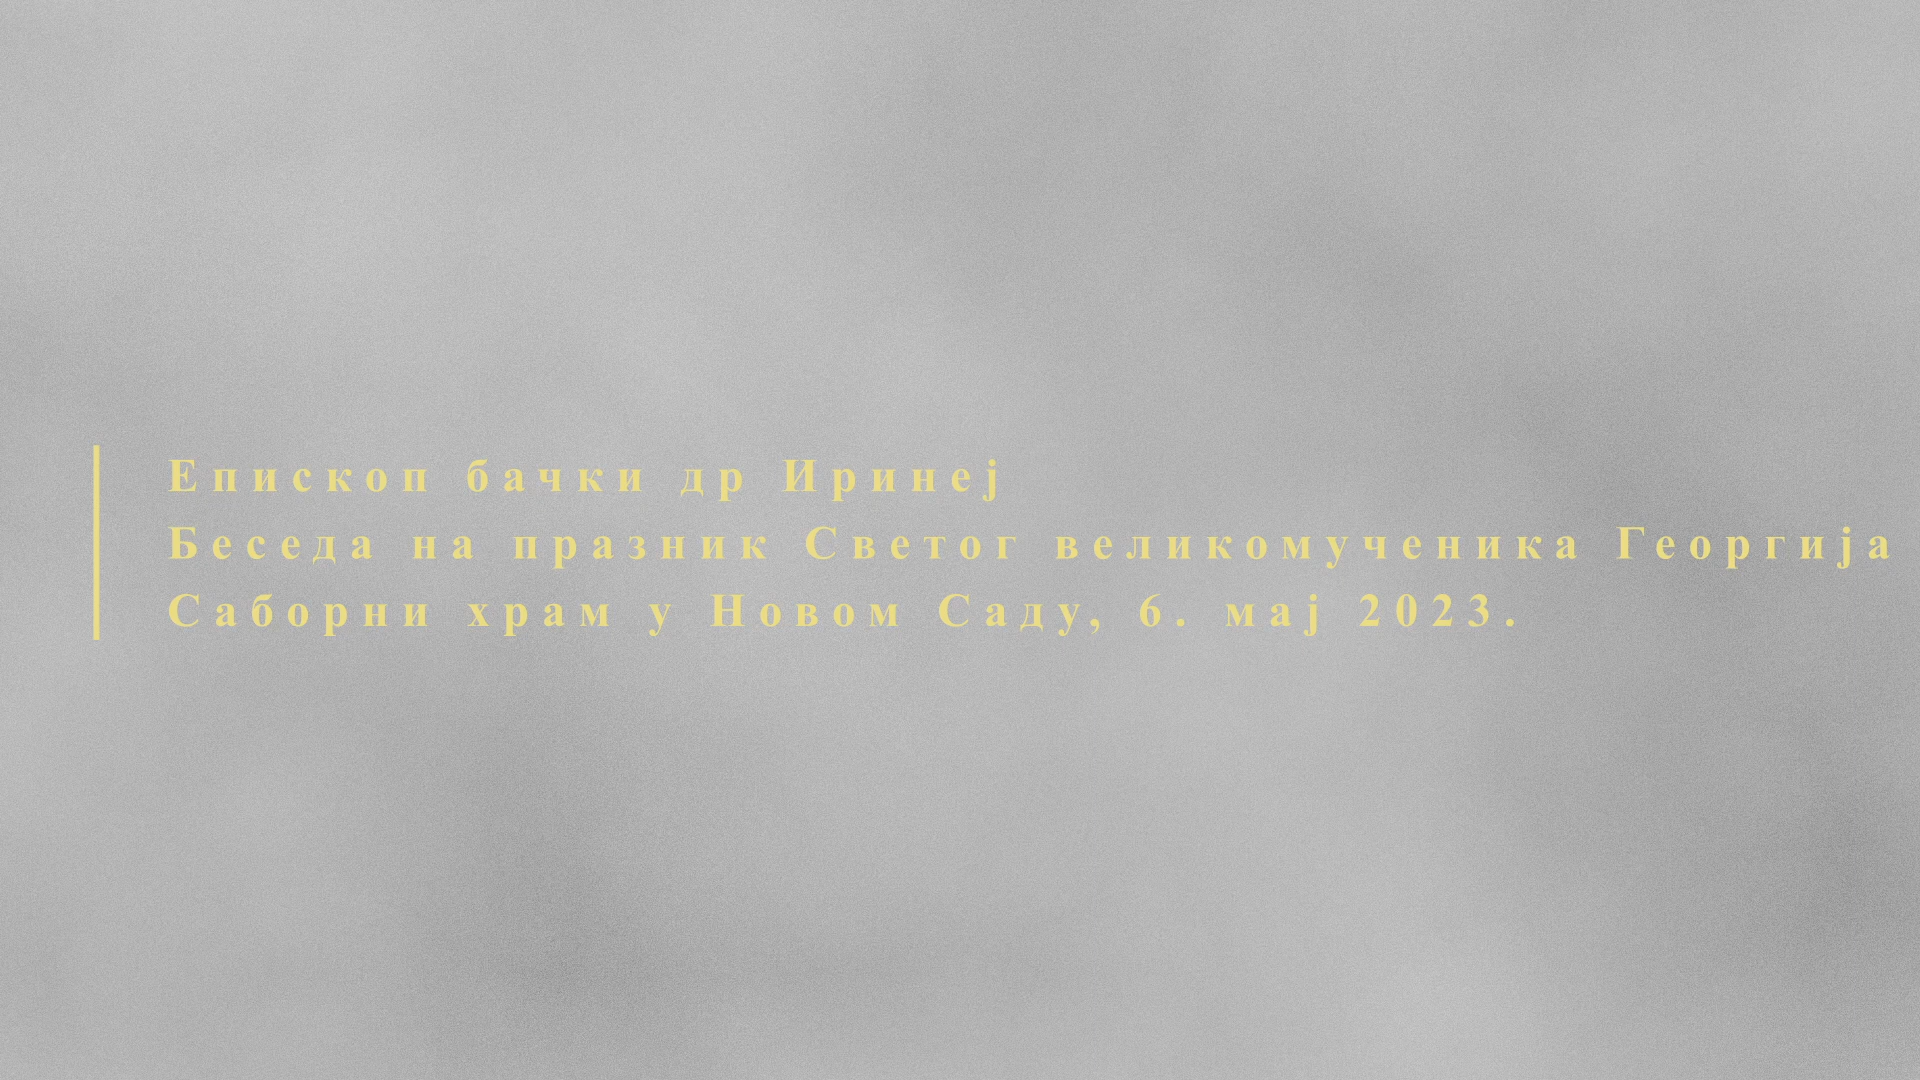 Епископ бачки др Иринеј
Беседа на празник Светог великомученика Георгија
Саборни храм у Новом Саду, 6. мај 2023.